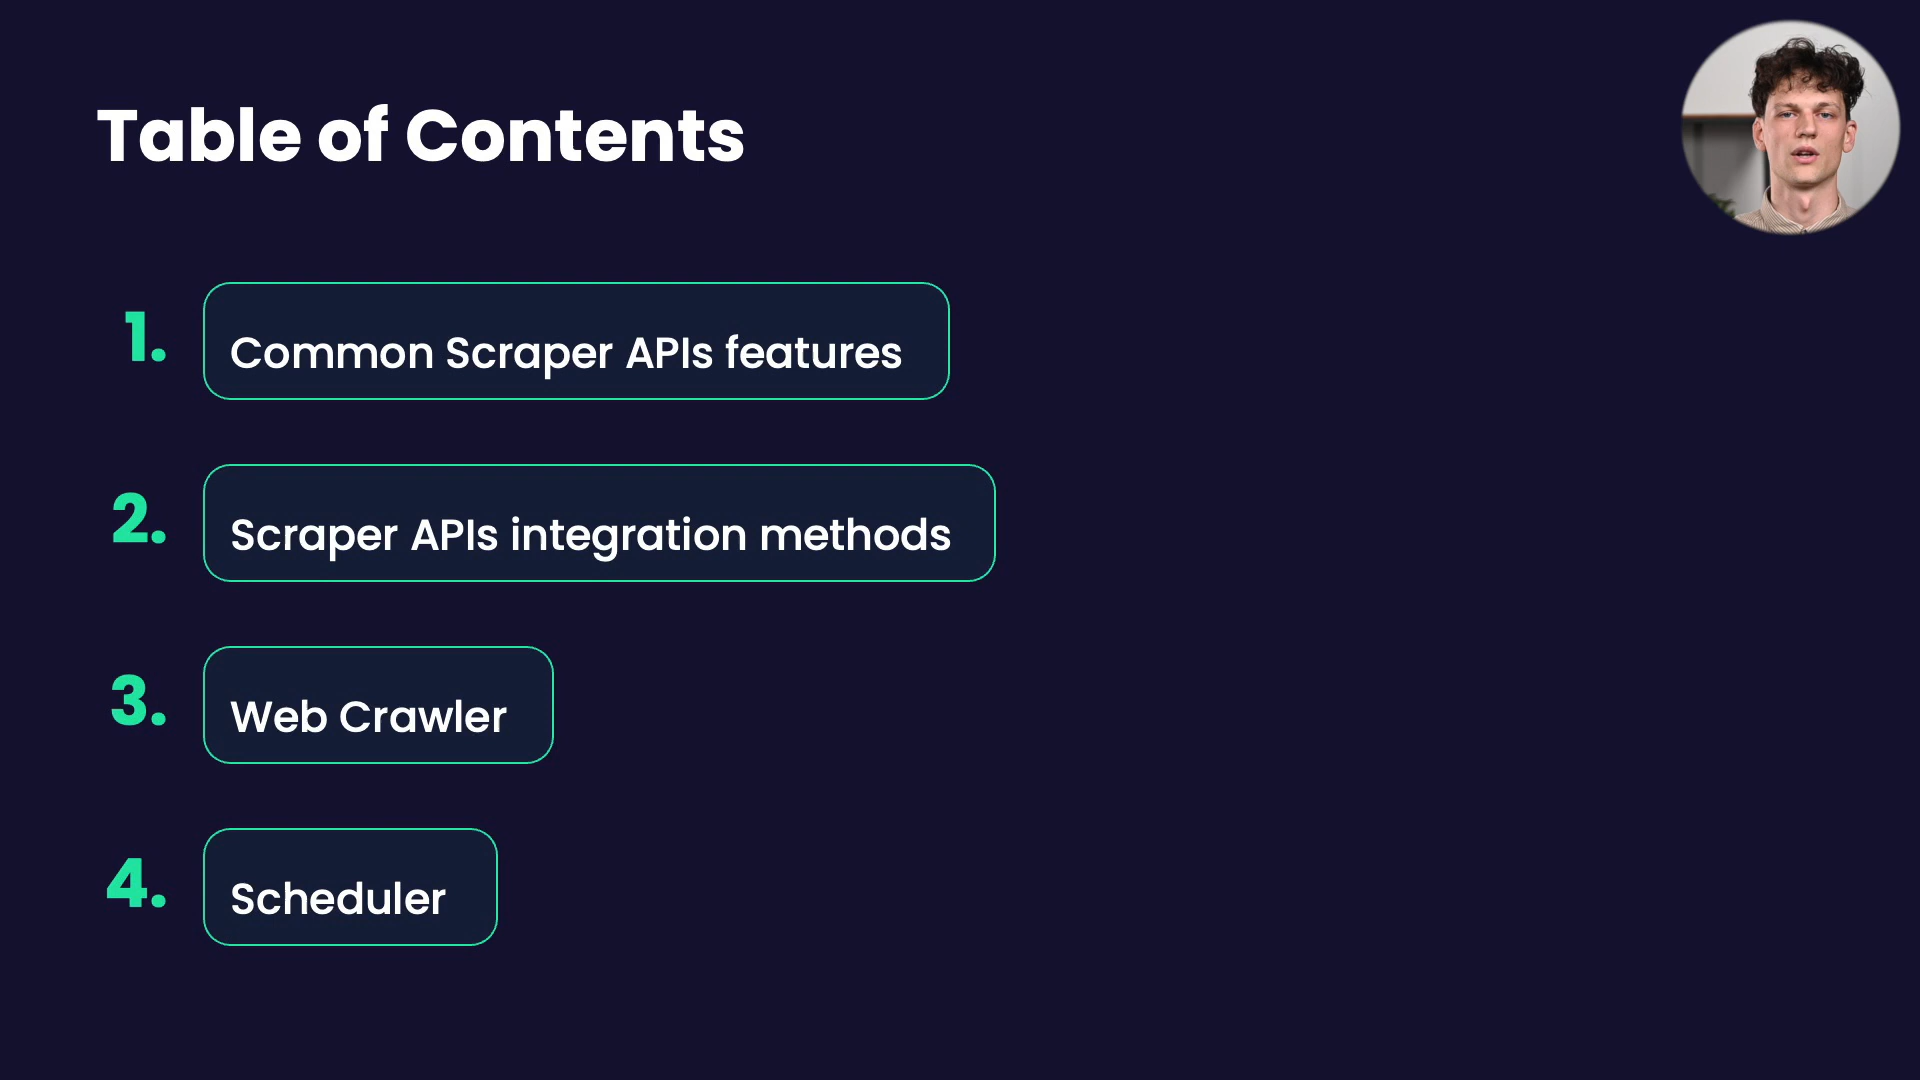 Table of Contents
1. Common Scraper APIs features
2. Scraper APIs integration methods
3. Web Crawler
4. Scheduler